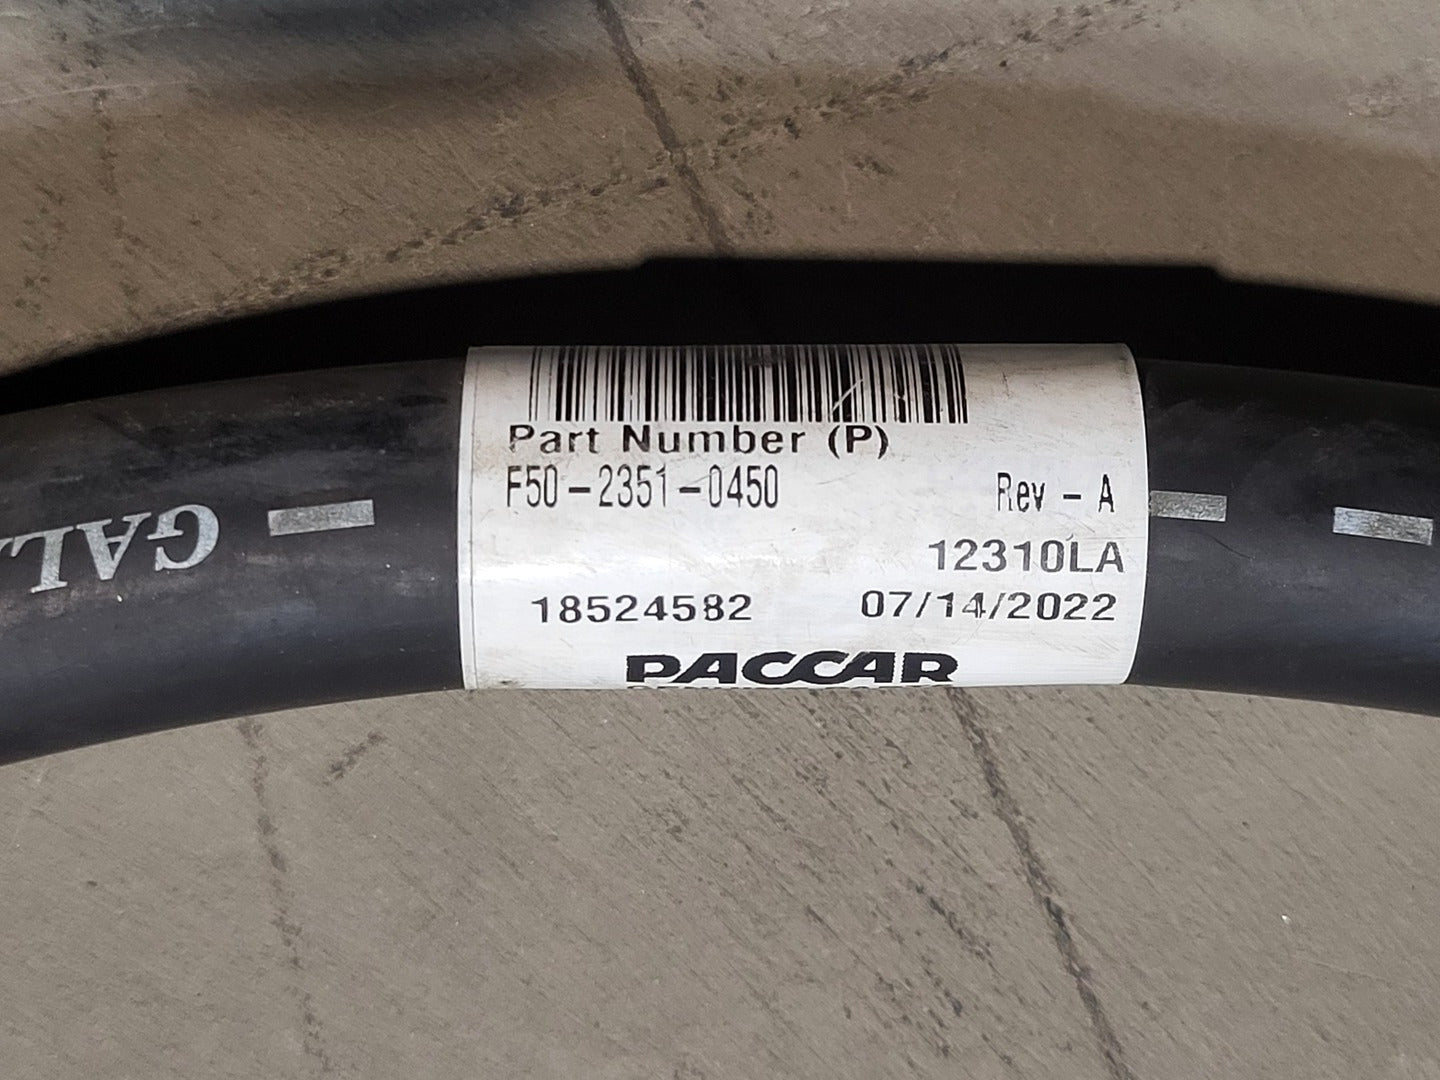 Part Number (P)
F50-2351-0450 Rev - A
12310LA
18524582 07/14/2022
PACCAR